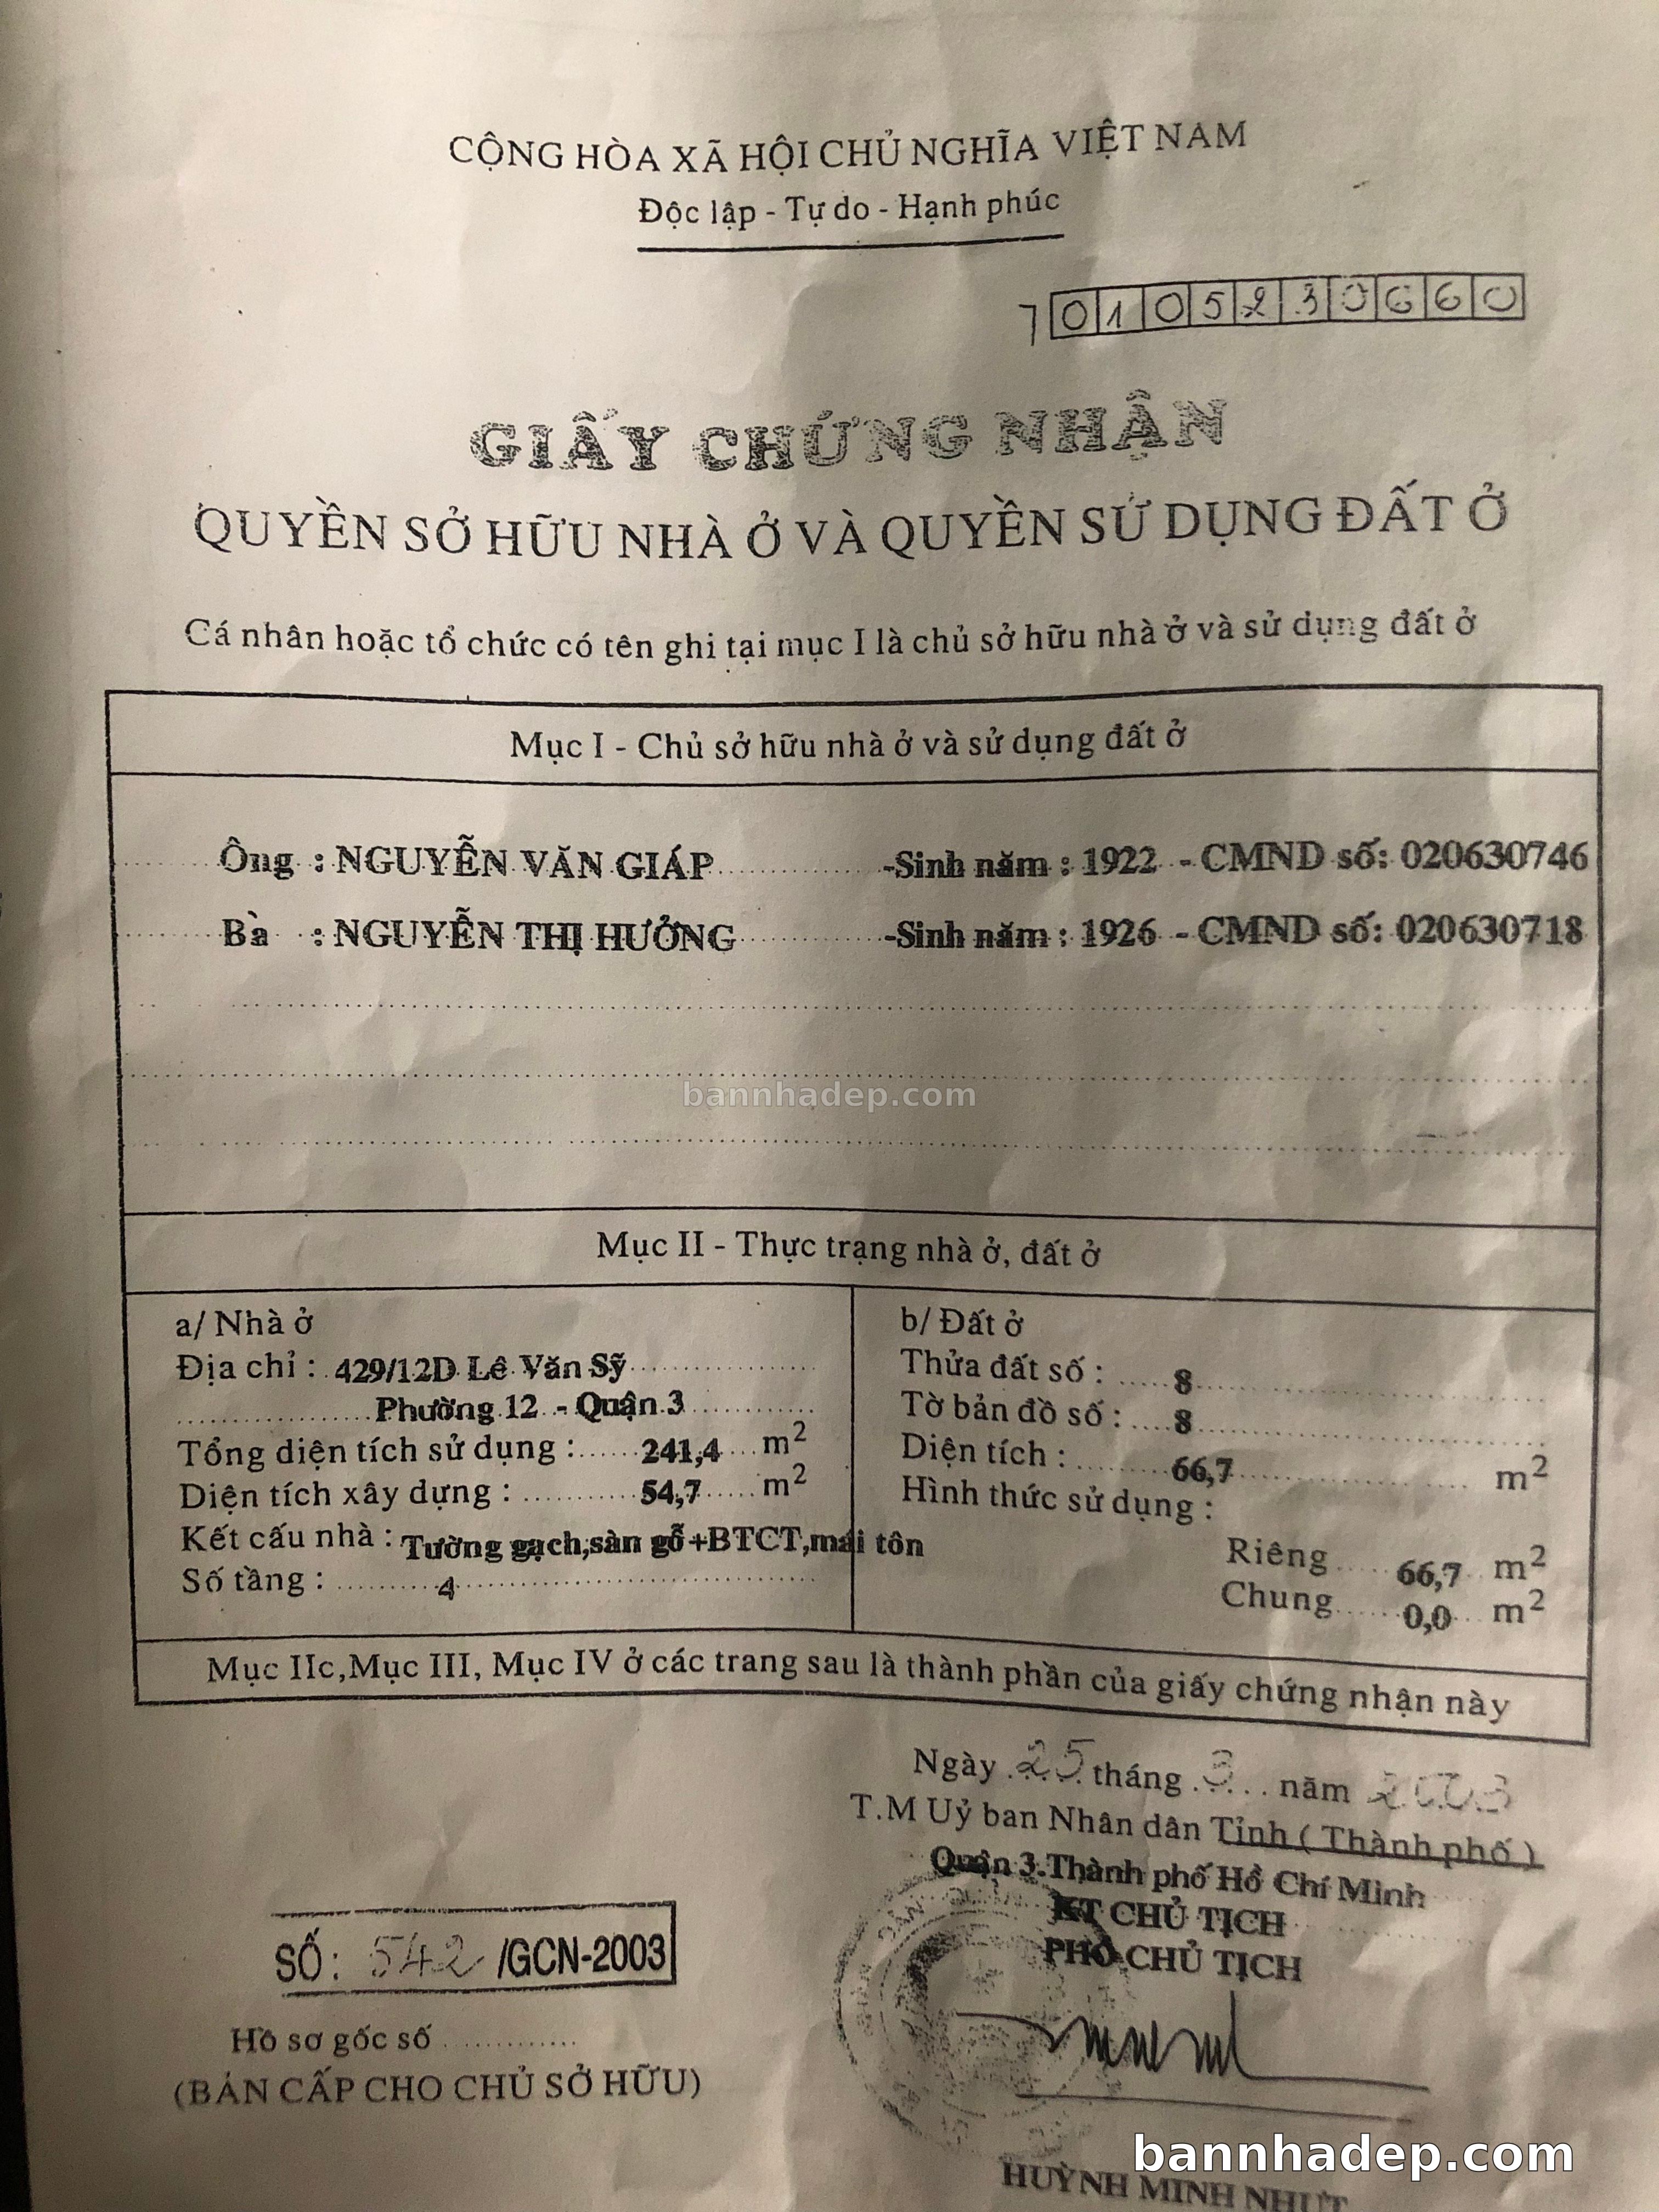 CỘNG HÒA XÃ HỘI CHỦ NGHĨA VIỆT NAM
Độc lập - Tự do - Hạnh phúc
70105230660
GIẤY CHỨNG NHẬN
QUYỀN SỞ HỮU NHÀ Ở VÀ QUYỀN SỬ DỤNG ĐẤT Ở
Cá nhân hoặc tổ chức có tên ghi tại mục I là chủ sở hữu nhà ở và sử dụng đất ở
Mục I - Chủ sở hữu nhà ở và sử dụng đất ở
Ông : NGUYỄN VĂN GIÁP -Sinh năm : 1922 - CMND số: 020630746
Bà : NGUYỄN THỊ HƯỞNG -Sinh năm : 1926 - CMND số: 020630718
bannhadep.com
Mục II - Thực trạng nhà ở, đất ở
a/ Nhà ở
Địa chỉ : 429/12D Lê Văn Sỹ
Phường 12 - Quận 3
Tổng diện tích sử dụng : 241,4 m2
Diện tích xây dựng : 54,7 m2
Kết cấu nhà : Tường gạch,sàn gỗ+BTCT,mái tôn
Số tầng : 4
b/ Đất ở
Thửa đất số : 8
Tờ bản đồ số : 8
Diện tích : 66,7 m2
Hình thức sử dụng :
Riêng 66,7 m2
Chung 0,0 m2
Mục IIc,Mục III, Mục IV ở các trang sau là thành phần của giấy chứng nhận này
Ngày 25 tháng 3 năm 2003
T.M Uỷ ban Nhân dân Tỉnh ( Thành phố )
Quận 3.Thành phố Hồ Chí Minh
KT CHỦ TỊCH
PHÓ CHỦ TỊCH
SỐ: 542/GCN-2003
Hồ sơ gốc số
(BẢN CẤP CHO CHỦ SỞ HỮU)
HUỲNH MINH NHỰT
bannhadep.com